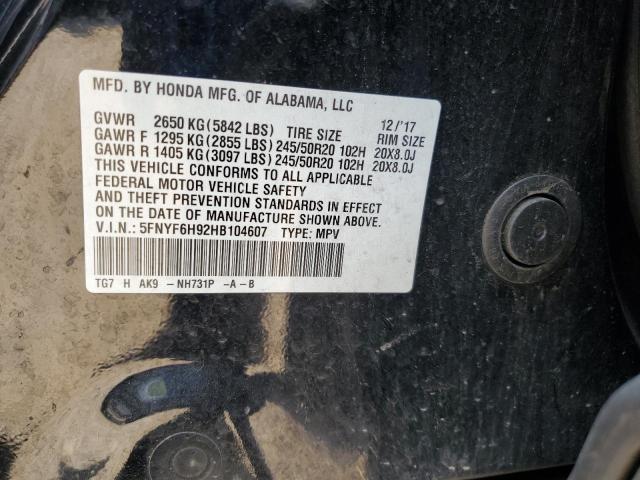 MFD. BY HONDA MFG. OF ALABAMA, LLC
12/'17
GVWR 2650 KG(5842 LBS) TIRE SIZE RIM SIZE
GAWR F 1295 KG(2855 LBS) 245/50R20 102H 20X8.0J
GAWR R 1405 KG(3097 LBS) 245/50R20 102H 20X8.0J
THIS VEHICLE CONFORMS TO ALL APPLICABLE
FEDERAL MOTOR VEHICLE SAFETY
AND THEFT PREVENTION STANDARDS IN EFFECT
ON THE DATE OF MANUFACTURE SHOWN ABOVE.
V.I.N.: 5FNYF6H92HB104607 TYPE: MPV
TG7 H AK9 -NH731P -A-B